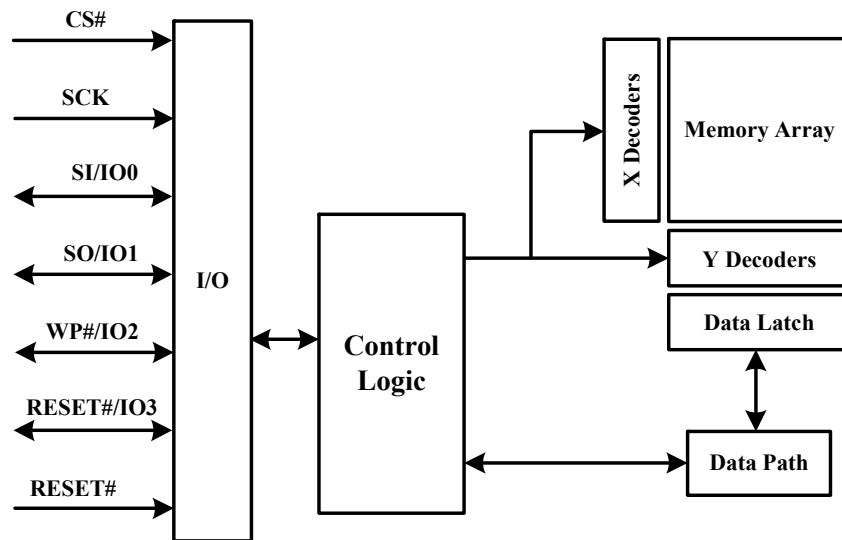 CS#
SCK
SI/IO0
SO/IO1
WP#/IO2
RESET#/IO3
RESET#
I/O
Control
Logic
X Decoders
Memory Array
Y Decoders
Data Latch
Data Path